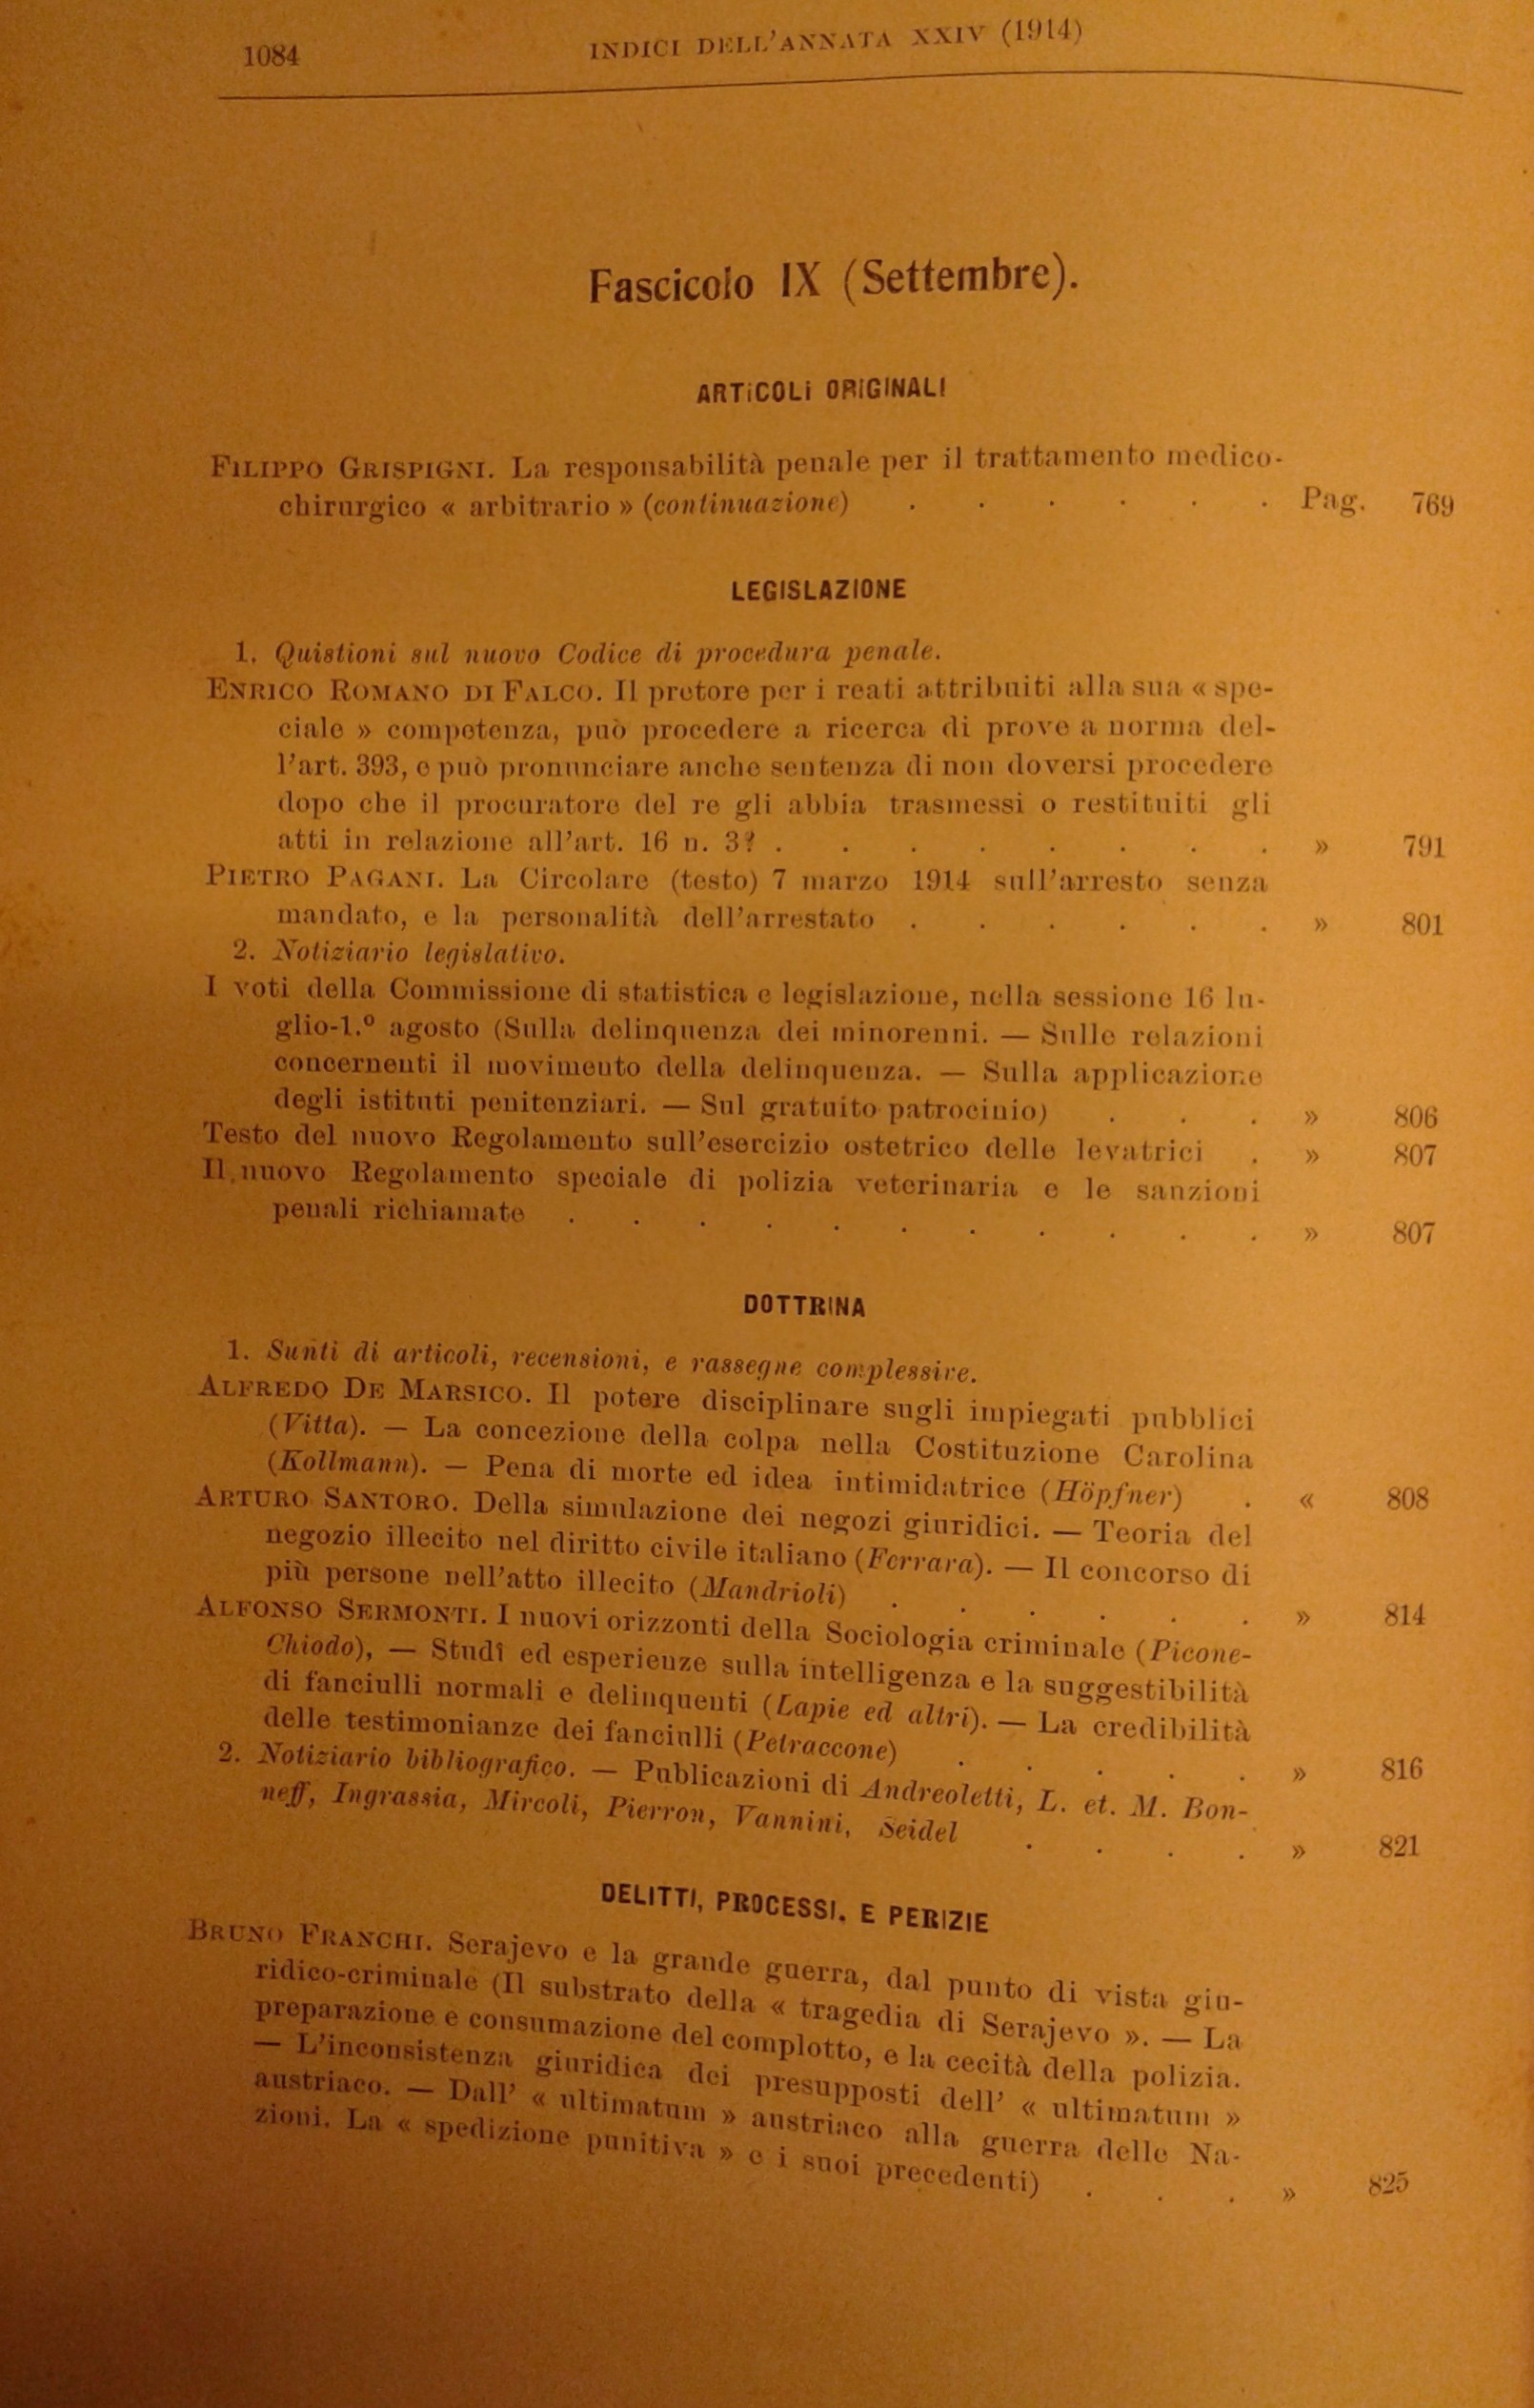 1084
INDICI DELL'ANNATA XXIV (1914)
Fascicolo IX (Settembre).
ARTICOLI ORIGINALI
FILIPPO GRISPIGNI. La responsabilità penale per il trattamento medico-
chirurgico « arbitrario » (continuazione) . . . . . . Pag. 769
LEGISLAZIONE
1. Quistioni sul nuovo Codice di procedura penale.
ENRICO ROMANO DI FALCO. Il pretore per i reati attribuiti alla sua « spe-
ciale » competenza, può procedere a ricerca di prove a norma del-
l'art. 393, e può pronunciare anche sentenza di non doversi procedere
dopo che il procuratore del re gli abbia trasmessi o restituiti gli
atti in relazione all'art. 16 n. 3? . . . . . . . . » 791
PIETRO PAGANI. La Circolare (testo) 7 marzo 1914 sull'arresto senza
mandato, e la personalità dell'arrestato . . . . . . » 801
2. Notiziario legislativo.
I voti della Commissione di statistica e legislazione, nella sessione 16 lu-
glio-1.º agosto (Sulla delinquenza dei minorenni. — Sulle relazioni
concernenti il movimento della delinquenza. — Sulla applicazione
degli istituti penitenziari. — Sul gratuito patrocinio) . . . » 806
Testo del nuovo Regolamento sull'esercizio ostetrico delle levatrici . » 807
Il nuovo Regolamento speciale di polizia veterinaria e le sanzioni
penali richiamate . . . . . . . . . . . » 807
DOTTRINA
1. Sunti di articoli, recensioni, e rassegne complessive.
ALFREDO DE MARSICO. Il potere disciplinare sugli impiegati pubblici
(Vitta). — La concezione della colpa nella Costituzione Carolina
(Kollmann). — Pena di morte ed idea intimidatrice (Höpfner) . « 808
ARTURO SANTORO. Della simulazione dei negozi giuridici. — Teoria del
negozio illecito nel diritto civile italiano (Ferrara). — Il concorso di
più persone nell'atto illecito (Mandrioli) . . . . . . » 814
ALFONSO SERMONTI. I nuovi orizzonti della Sociologia criminale (Picone-
Chiodo), — Studî ed esperienze sulla intelligenza e la suggestibilità
di fanciulli normali e delinquenti (Lapie ed altri). — La credibilità
delle testimonianze dei fanciulli (Petraccone) . . . . . » 816
2. Notiziario bibliografico. — Publicazioni di Andreoletti, L. et. M. Bon-
neff, Ingrassia, Mircoli, Pierron, Vannini, Seidel . . . . » 821
DELITTI, PROCESSI. E PERIZIE
BRUNO FRANCHI. Serajevo e la grande guerra, dal punto di vista giu-
ridico-criminale (Il substrato della « tragedia di Serajevo ». — La
preparazione e consumazione del complotto, e la cecità della polizia.
— L'inconsistenza giuridica dei presupposti dell' « ultimatum »
austriaco. — Dall' « ultimatum » austriaco alla guerra delle Na-
zioni. La « spedizione punitiva » e i suoi precedenti) . . . » 825